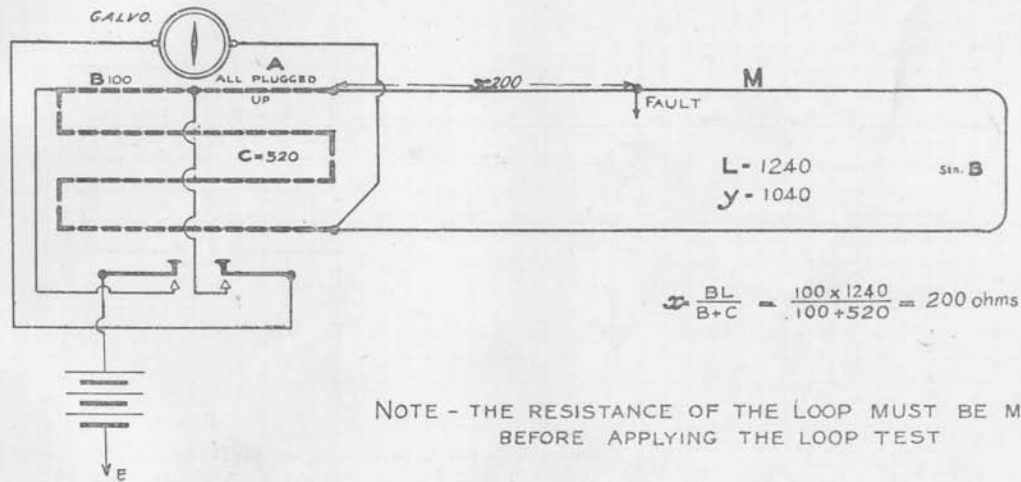 GALVO.
A
B 100
ALL PLUGGED
UP
x 200
M
FAULT
C = 520
L - 1240
y - 1040
Stn. B
x = BL / B+C = 100 x 1240 / 100 + 520 = 200 ohms
NOTE - THE RESISTANCE OF THE LOOP MUST BE M
BEFORE APPLYING THE LOOP TEST
E